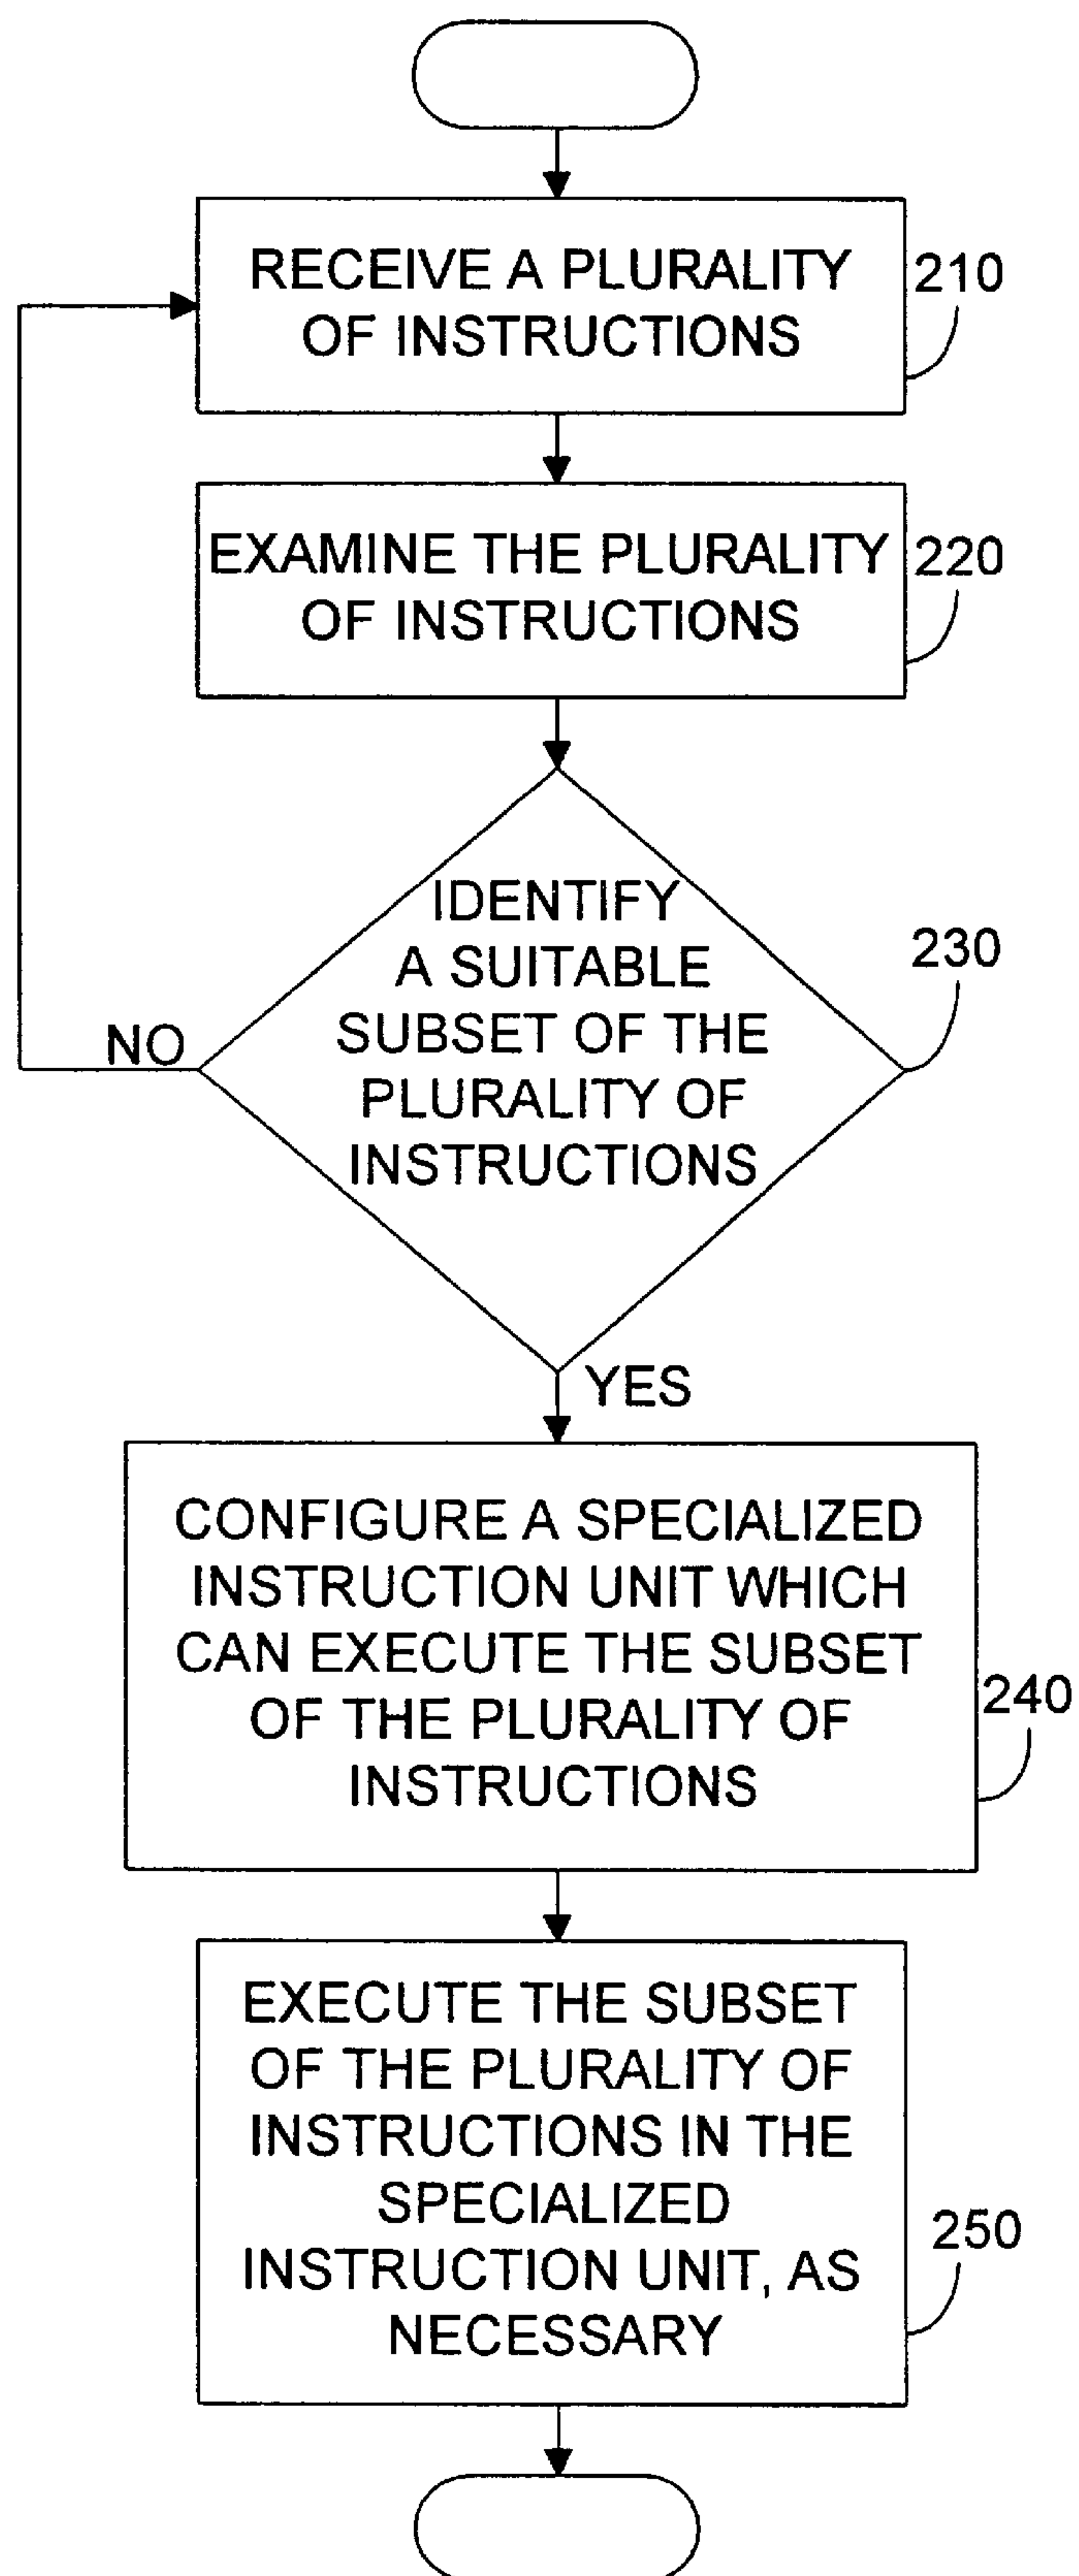 RECEIVE A PLURALITY
OF INSTRUCTIONS
210
EXAMINE THE PLURALITY
OF INSTRUCTIONS
220
IDENTIFY
A SUITABLE
SUBSET OF THE
PLURALITY OF
INSTRUCTIONS
230
NO
YES
CONFIGURE A SPECIALIZED
INSTRUCTION UNIT WHICH
CAN EXECUTE THE SUBSET
OF THE PLURALITY OF
INSTRUCTIONS
240
EXECUTE THE SUBSET
OF THE PLURALITY OF
INSTRUCTIONS IN THE
SPECIALIZED
INSTRUCTION UNIT, AS
NECESSARY
250